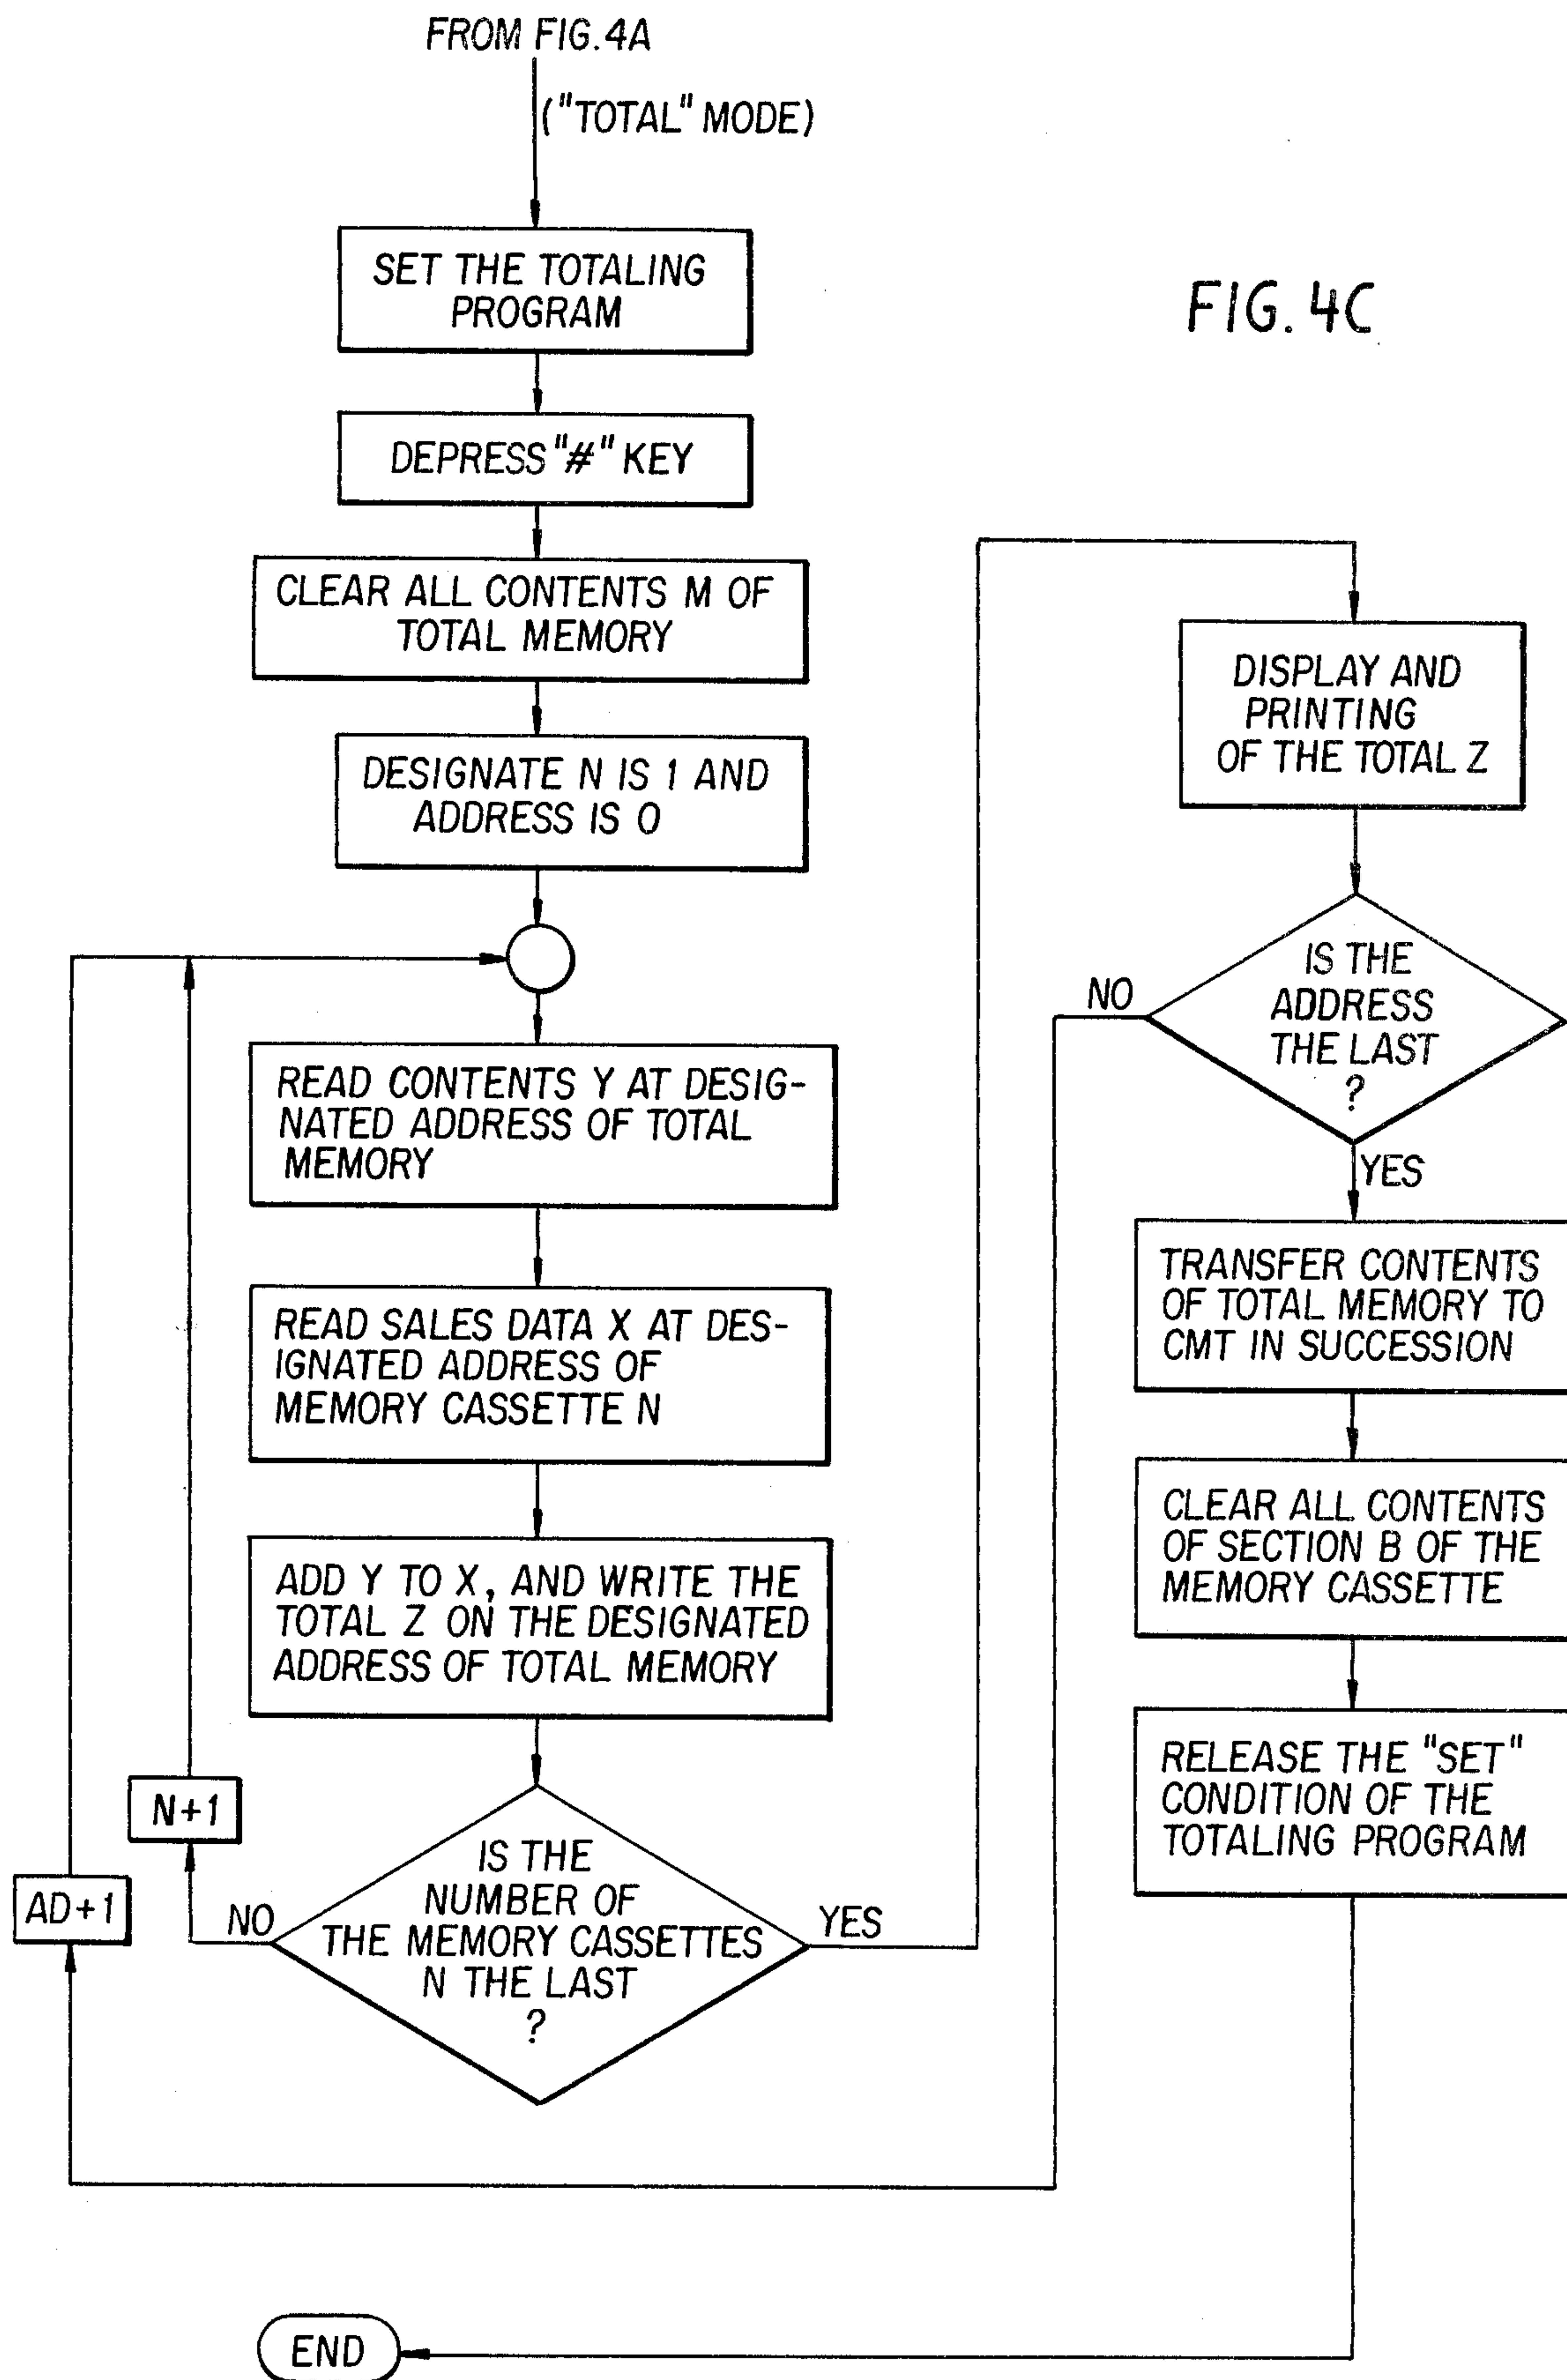 FROM FIG. 4A
("TOTAL" MODE)
SET THE TOTALING
PROGRAM
FIG. 4C
DEPRESS "#" KEY
CLEAR ALL CONTENTS M OF
TOTAL MEMORY
DESIGNATE N IS 1 AND
ADDRESS IS 0
READ CONTENTS Y AT DESIG-
NATED ADDRESS OF TOTAL
MEMORY
READ SALES DATA X AT DES-
IGNATED ADDRESS OF
MEMORY CASSETTE N
ADD Y TO X, AND WRITE THE
TOTAL Z ON THE DESIGNATED
ADDRESS OF TOTAL MEMORY
N+1
AD+1
NO
IS THE
NUMBER OF
THE MEMORY CASSETTES
N THE LAST
?
YES
DISPLAY AND
PRINTING
OF THE TOTAL Z
NO
IS THE
ADDRESS
THE LAST
?
YES
TRANSFER CONTENTS
OF TOTAL MEMORY TO
CMT IN SUCCESSION
CLEAR ALL CONTENTS
OF SECTION B OF THE
MEMORY CASSETTE
RELEASE THE "SET"
CONDITION OF THE
TOTALING PROGRAM
END